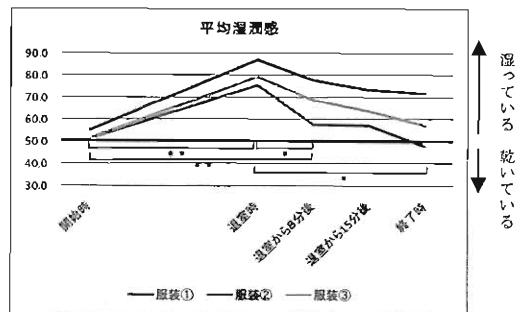 平均湿潤感
90.0
80.0
70.0
60.0
50.0
40.0
30.0
* *
*
* *
*
開始時
退室時
退室から8分後
退室から15分後
終了時
服装① 服装② 服装③
湿っている
乾いている